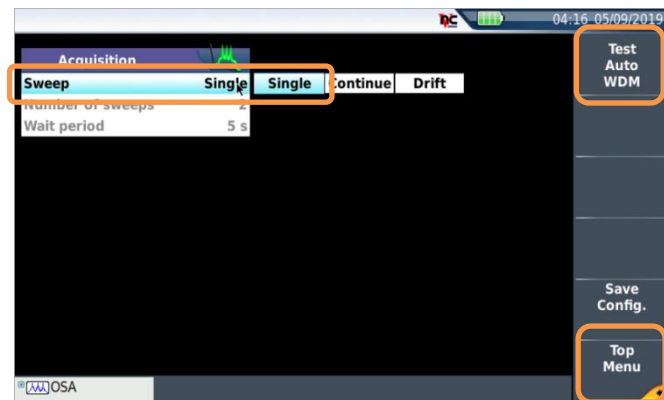 04:16 05/09/2019
Acquisition
Sweep Single Single Continue Drift
Number of sweeps 2
Wait period 5 s
Test
Auto
WDM
Save
Config.
Top
Menu
OSA